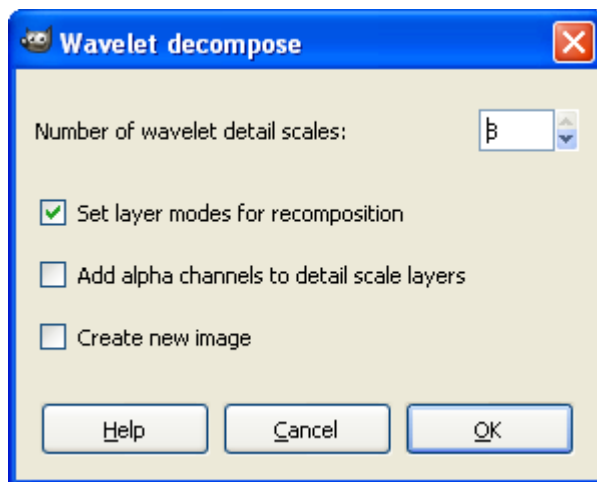 Wavelet decompose
Number of wavelet detail scales: 8
Set layer modes for recomposition
Add alpha channels to detail scale layers
Create new image
Help Cancel OK